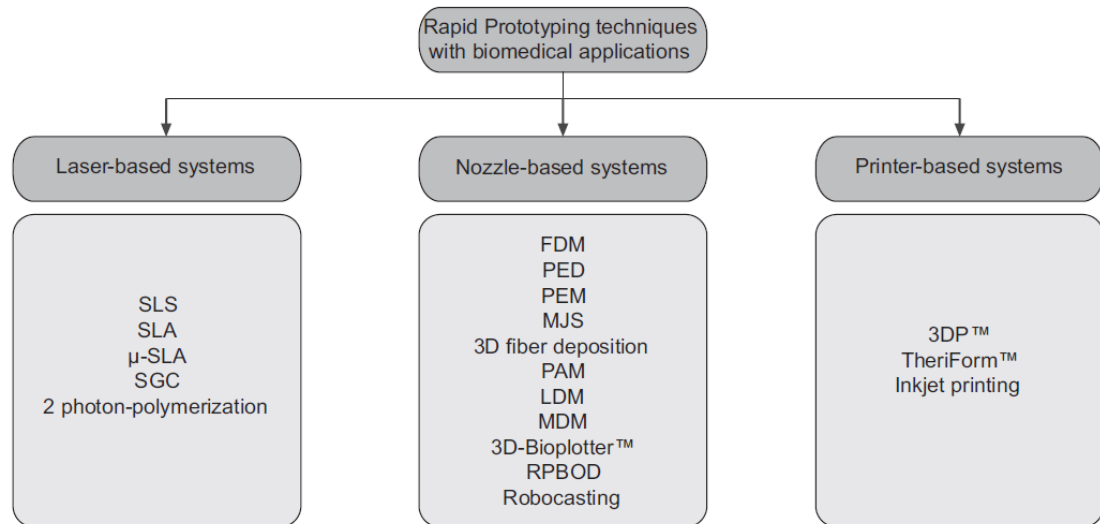 Rapid Prototyping techniques
with biomedical applications
Laser-based systems
Nozzle-based systems
Printer-based systems
SLS
SLA
μ-SLA
SGC
2 photon-polymerization
FDM
PED
PEM
MJS
3D fiber deposition
PAM
LDM
MDM
3D-Bioplotter™
RPBOD
Robocasting
3DP™
TheriForm™
Inkjet printing